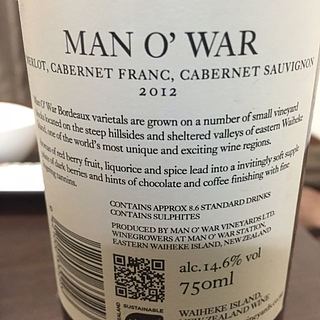 MAN O' WAR
MERLOT, CABERNET FRANC, CABERNET SAUVIGNON
2012
Man O' War Bordeaux varietals are grown on a number of small vineyard
blocks located on the steep hillsides and sheltered valleys of eastern Waiheke
Island, one of the world's most unique and exciting wine regions.
of red berry fruit, liquorice and spice lead into a invitingly soft supple
of dark berries and hints of chocolate and coffee finishing with fine
tannins.
CONTAINS APPROX 8.6 STANDARD DRINKS
CONTAINS SULPHITES
PRODUCED BY MAN O' WAR VINEYARDS LTD.
WINEGROWERS AT MAN O' WAR STATION,
EASTERN WAIHEKE ISLAND, NEW ZEALAND
alc.14.6% vol
750ml
SUSTAINABLE
WAIHEKE ISLAND
NEW ZEALAND WINE